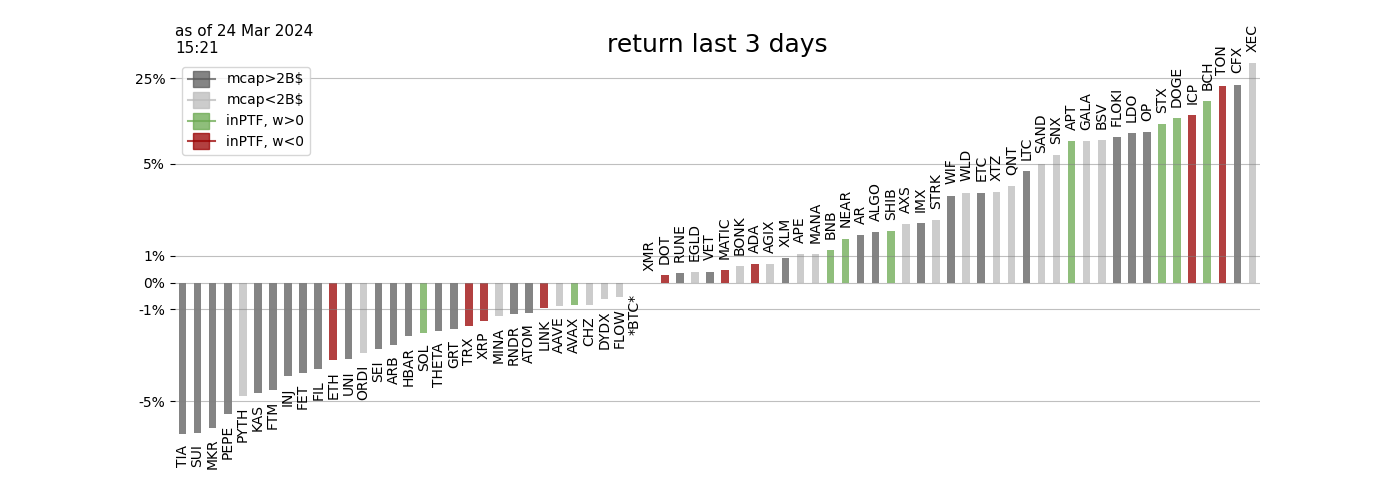 as of 24 Mar 2024
15:21
return last 3 days
mcap>2B$
mcap<2B$
inPTF, w>0
inPTF, w<0
25%
5%
1%
0%
-1%
-5%
TIA
SUI
MKR
PEPE
PYTH
KAS
FTM
INJ
FET
FIL
ETH
UNI
ORDI
SEI
ARB
HBAR
SOL
THETA
GRT
TRX
XRP
MINA
RNDR
ATOM
LINK
AAVE
AVAX
CHZ
DYDX
FLOW
*BTC*
XMR
DOT
RUNE
EGLD
VET
MATIC
BONK
ADA
AGIX
XLM
APE
MANA
BNB
NEAR
AR
ALGO
SHIB
AXS
IMX
STRK
WIF
WLD
ETC
XTZ
QNT
LTC
SAND
SNX
APT
GALA
BSV
FLOKI
LDO
OP
STX
DOGE
ICP
BCH
TON
CFX
XEC